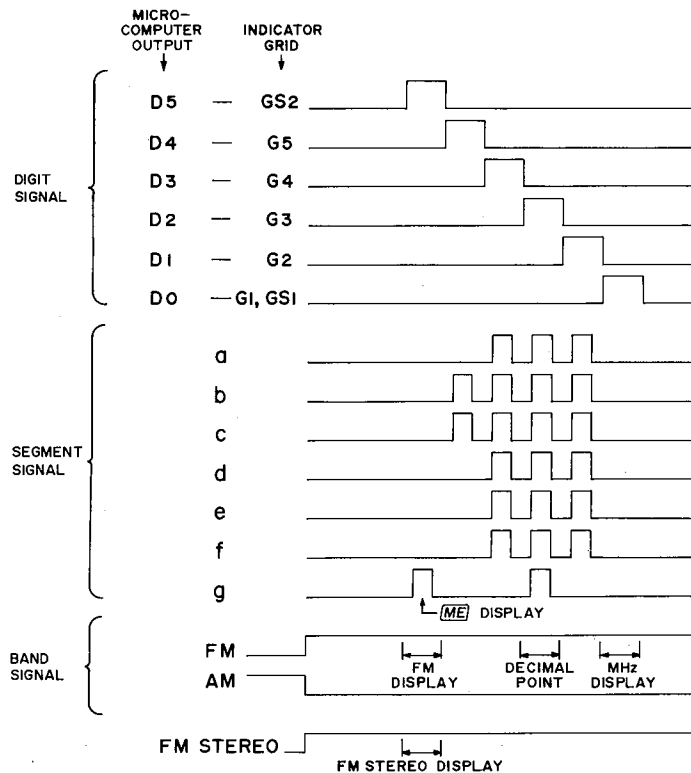 MICRO-
COMPUTER
OUTPUT
INDICATOR
GRID
DIGIT
SIGNAL
D5 — GS2
D4 — G5
D3 — G4
D2 — G3
D1 — G2
D0 — G1, GS1
SEGMENT
SIGNAL
a
b
c
d
e
f
g
ME DISPLAY
BAND
SIGNAL
FM
AM
FM
DISPLAY
DECIMAL
POINT
MHz
DISPLAY
FM STEREO
FM STEREO DISPLAY